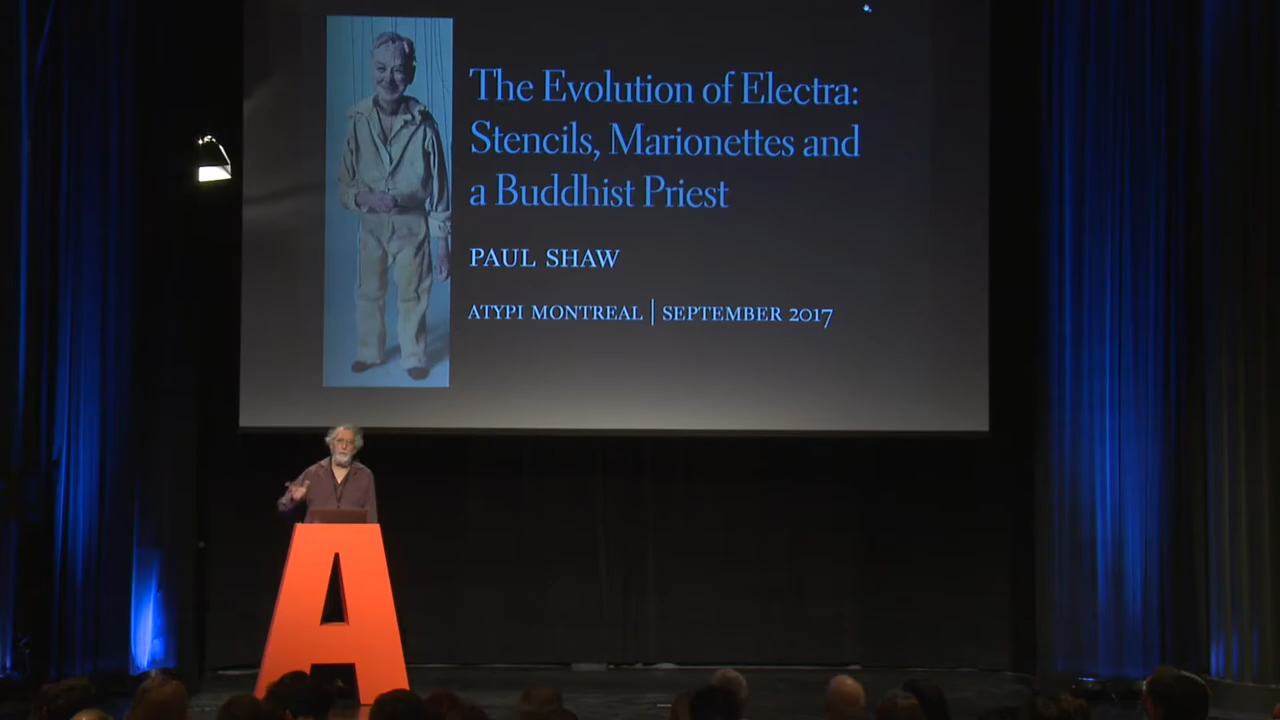 The Evolution of Electra:
Stencils, Marionettes and
a Buddhist Priest
PAUL SHAW
ATYPI MONTREAL | SEPTEMBER 2017
A